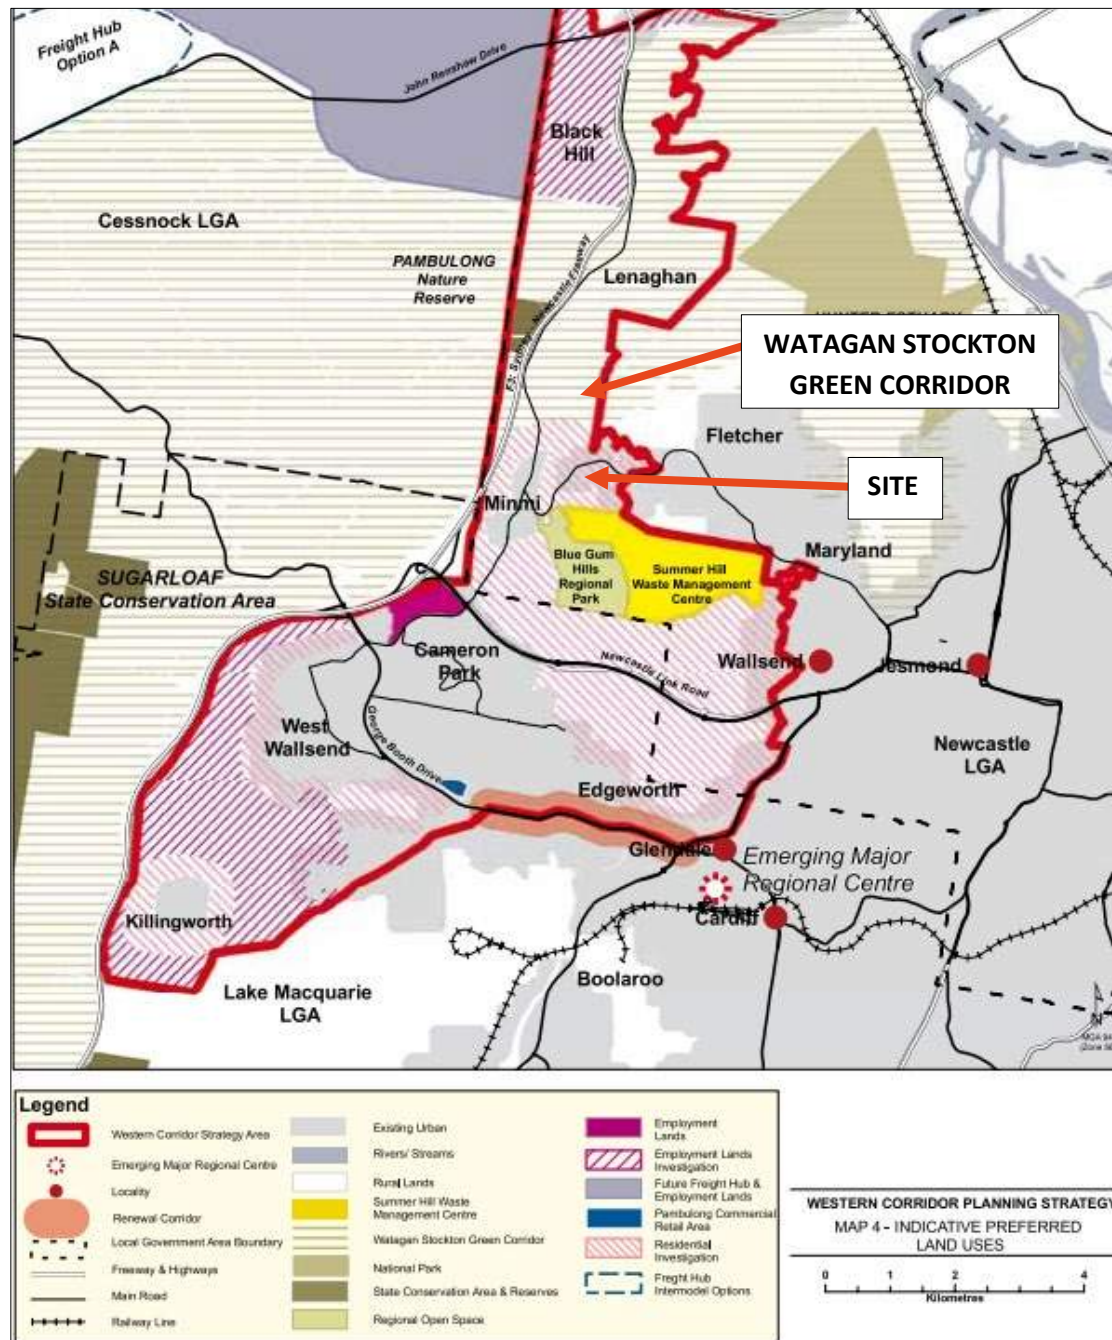 Freight Hub
Option A
John Renshaw Drive
Black
Hill
Cessnock LGA
PAMBULONG
Nature
Reserve
Lenaghan
F3: Sydney Newcastle Freeway
WATAGAN STOCKTON
GREEN CORRIDOR
Fletcher
SITE
Minmi
Maryland
Blue Gum
Hills
Regional
Park
Summer Hill
Waste Management
Centre
SUGARLOAF
State Conservation Area
Cameron
Park
Newcastle Link Road
Wallsend
Jesmond
West
Wallsend
George Booth Drive
Newcastle
LGA
Edgeworth
Glendale
Emerging Major
Regional Centre
Cardiff
Killingworth
Boolaroo
Lake Macquarie
LGA
N
Legend
Western Corridor Strategy Area
Emerging Major Regional Centre
Locality
Renewal Corridor
Local Government Area Boundary
Freeway & Highways
Main Road
Railway Line
Existing Urban
Rivers/ Streams
Rural Lands
Summer Hill Waste
Management Centre
Watagan Stockton Green Corridor
National Park
State Conservation Area & Reserves
Regional Open Space
Employment
Lands
Employment Lands
Investigation
Future Freight Hub &
Employment Lands
Pambulong Commercial
Retail Area
Residential
Investigation
Freght Hub
Intermodel Options
WESTERN CORRIDOR PLANNING STRATEGY
MAP 4 - INDICATIVE PREFERRED
LAND USES
0 1 2 4
Kilometres